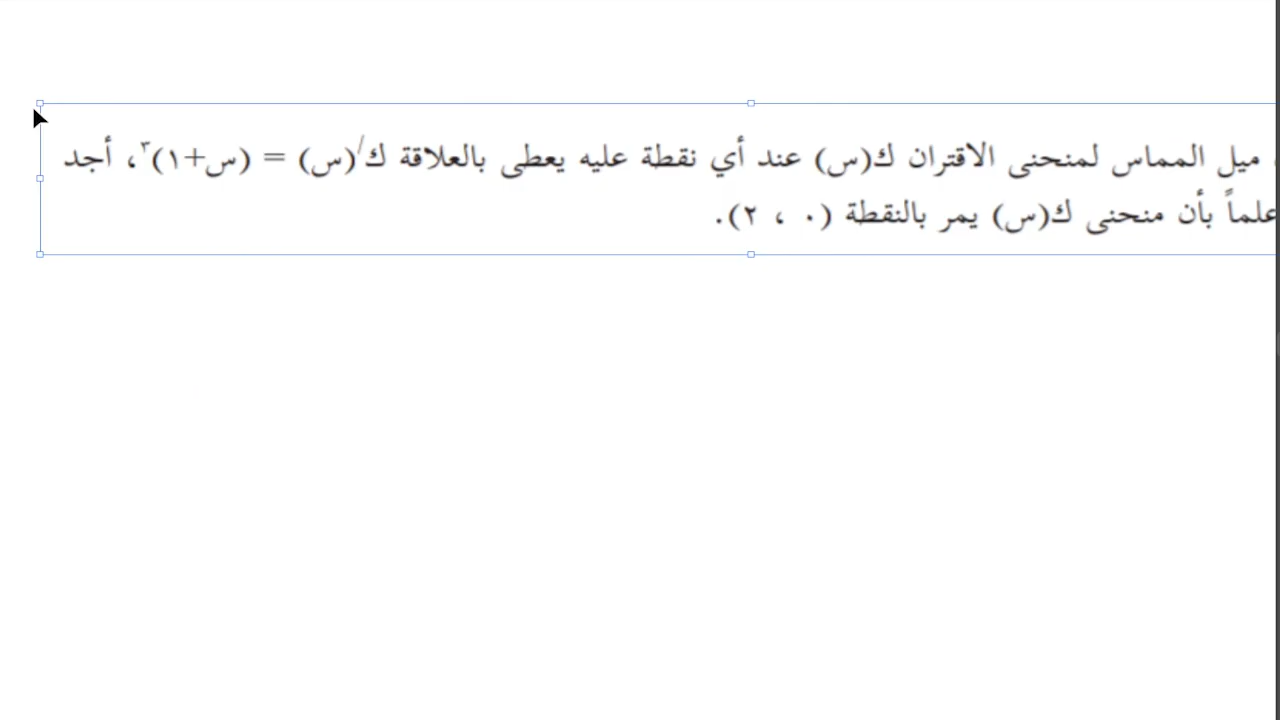 ميل المماس لمنحنى الاقتران ك(س) عند أي نقطة عليه يعطى بالعلاقة ك/(س) = (س+١)٣، أجد
علماً بأن منحنى ك(س) يمر بالنقطة (٠ ، ٢).